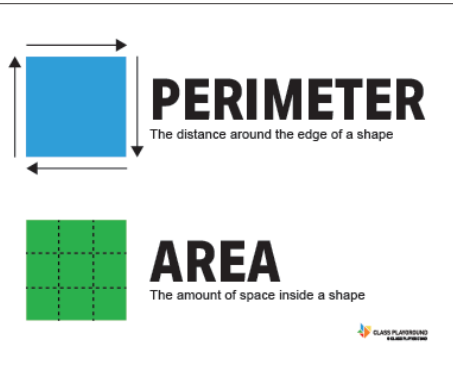 PERIMETER
The distance around the edge of a shape
AREA
The amount of space inside a shape
CLASS PLAYGROUND